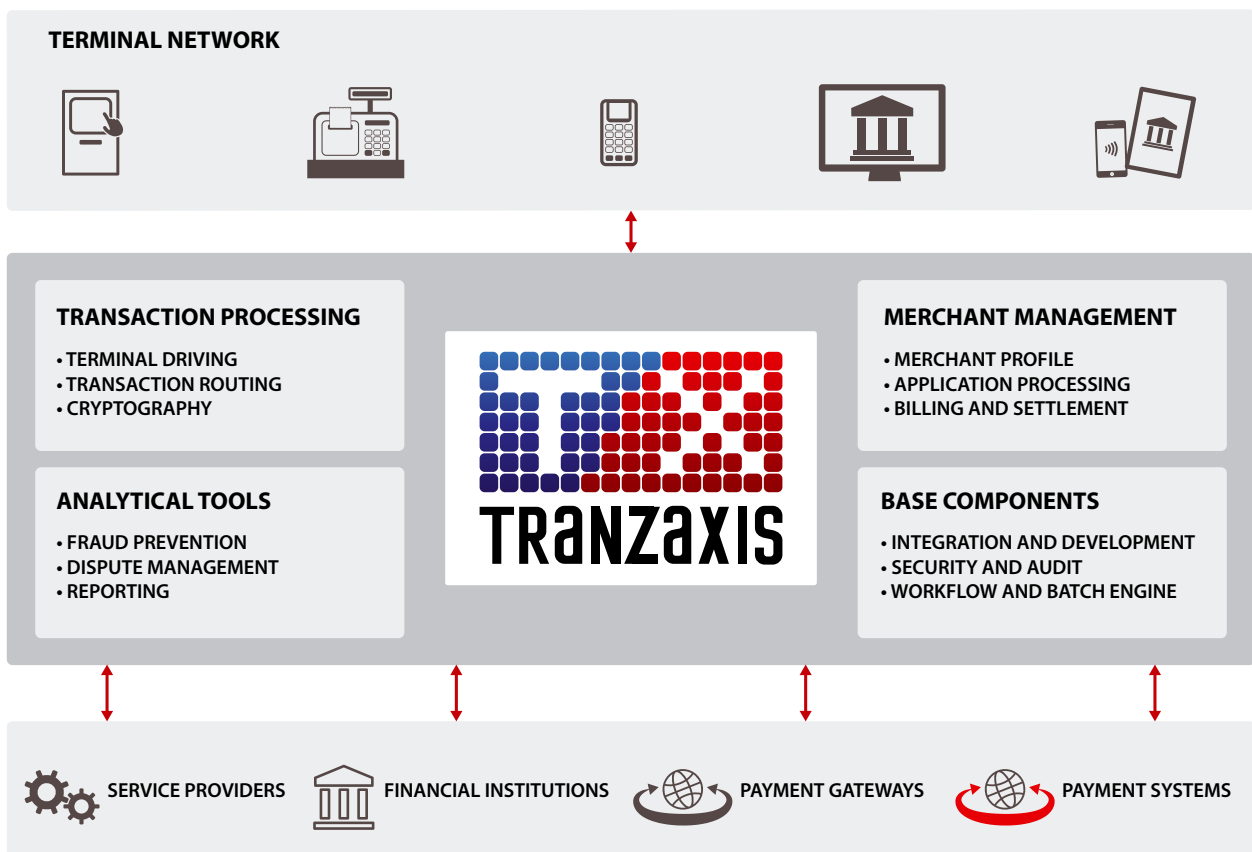 TERMINAL NETWORK
TRANSACTION PROCESSING
• TERMINAL DRIVING
• TRANSACTION ROUTING
• CRYPTOGRAPHY
MERCHANT MANAGEMENT
• MERCHANT PROFILE
• APPLICATION PROCESSING
• BILLING AND SETTLEMENT
TX
TRANZAXIS
ANALYTICAL TOOLS
• FRAUD PREVENTION
• DISPUTE MANAGEMENT
• REPORTING
BASE COMPONENTS
• INTEGRATION AND DEVELOPMENT
• SECURITY AND AUDIT
• WORKFLOW AND BATCH ENGINE
SERVICE PROVIDERS
FINANCIAL INSTITUTIONS
PAYMENT GATEWAYS
PAYMENT SYSTEMS